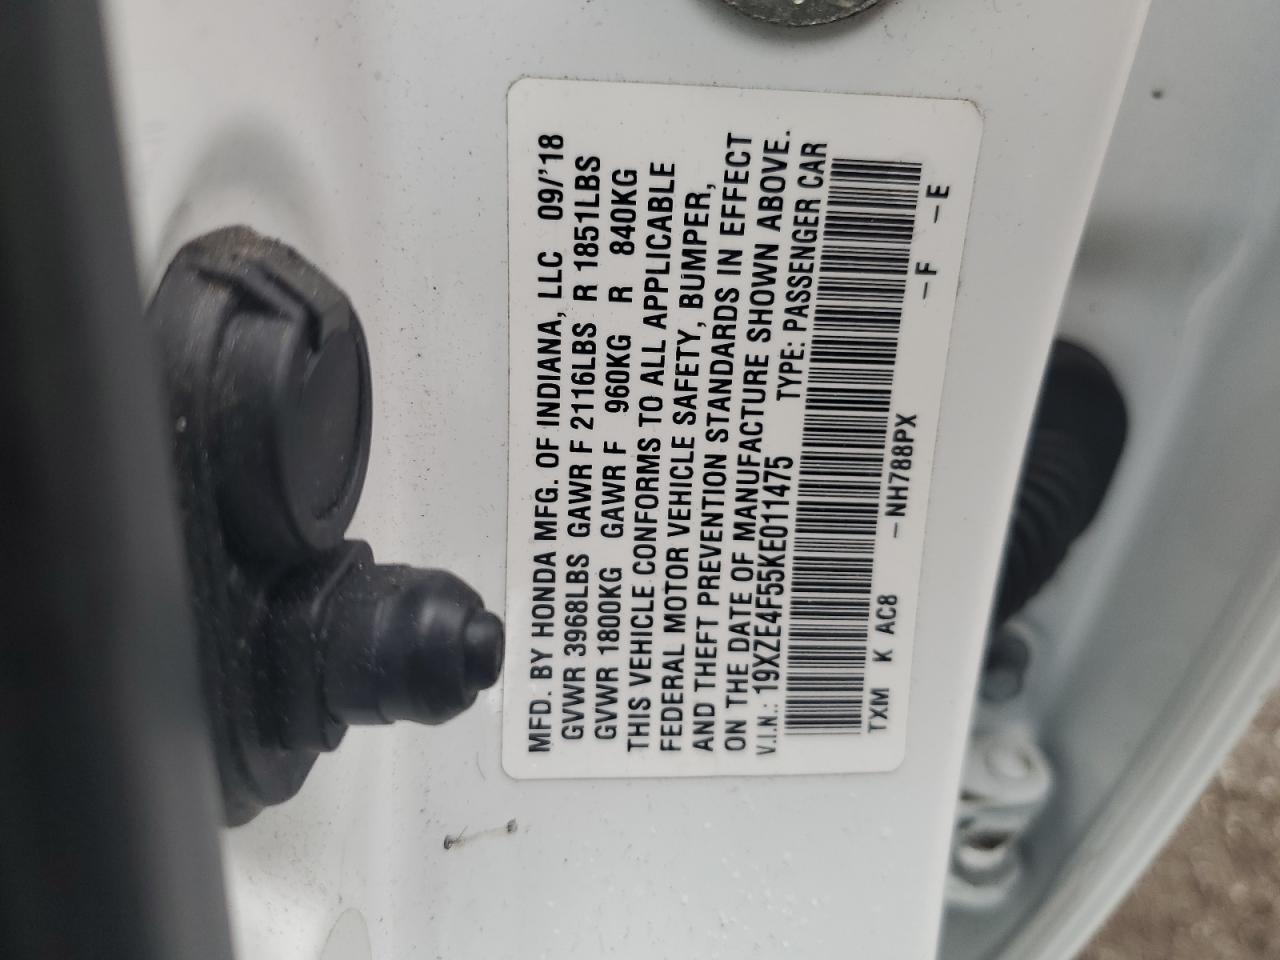 MFD. BY HONDA MFG. OF INDIANA, LLC 09/'18
GVWR 3968LBS GAWR F 2116LBS R 1851LBS
GVWR 1800KG GAWR F 960KG R 840KG
THIS VEHICLE CONFORMS TO ALL APPLICABLE
FEDERAL MOTOR VEHICLE SAFETY, BUMPER,
AND THEFT PREVENTION STANDARDS IN EFFECT
ON THE DATE OF MANUFACTURE SHOWN ABOVE.
V.I.N.: 19XZE4F55KE011475 TYPE: PASSENGER CAR
TXM K AC8 -NH788PX -F -E